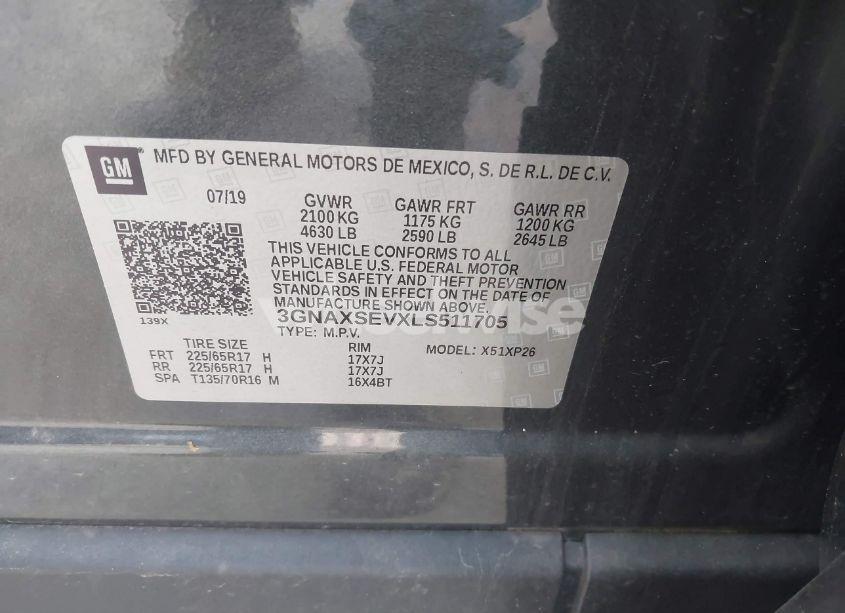 GM MFD BY GENERAL MOTORS DE MEXICO, S. DE R.L. DE C.V.
07/19 GVWR GAWR FRT GAWR RR
2100 KG 1175 KG 1200 KG
4630 LB 2590 LB 2645 LB
THIS VEHICLE CONFORMS TO ALL
APPLICABLE U.S. FEDERAL MOTOR
VEHICLE SAFETY AND THEFT PREVENTION
STANDARDS IN EFFECT ON THE DATE OF
MANUFACTURE SHOWN ABOVE.
139X 3GNAXSEVXLS511705
TYPE: M.P.V. MODEL: X51XP26
TIRE SIZE RIM
FRT 225/65R17 H 17X7J
RR 225/65R17 H 17X7J
SPA T135/70R16 M 16X4BT